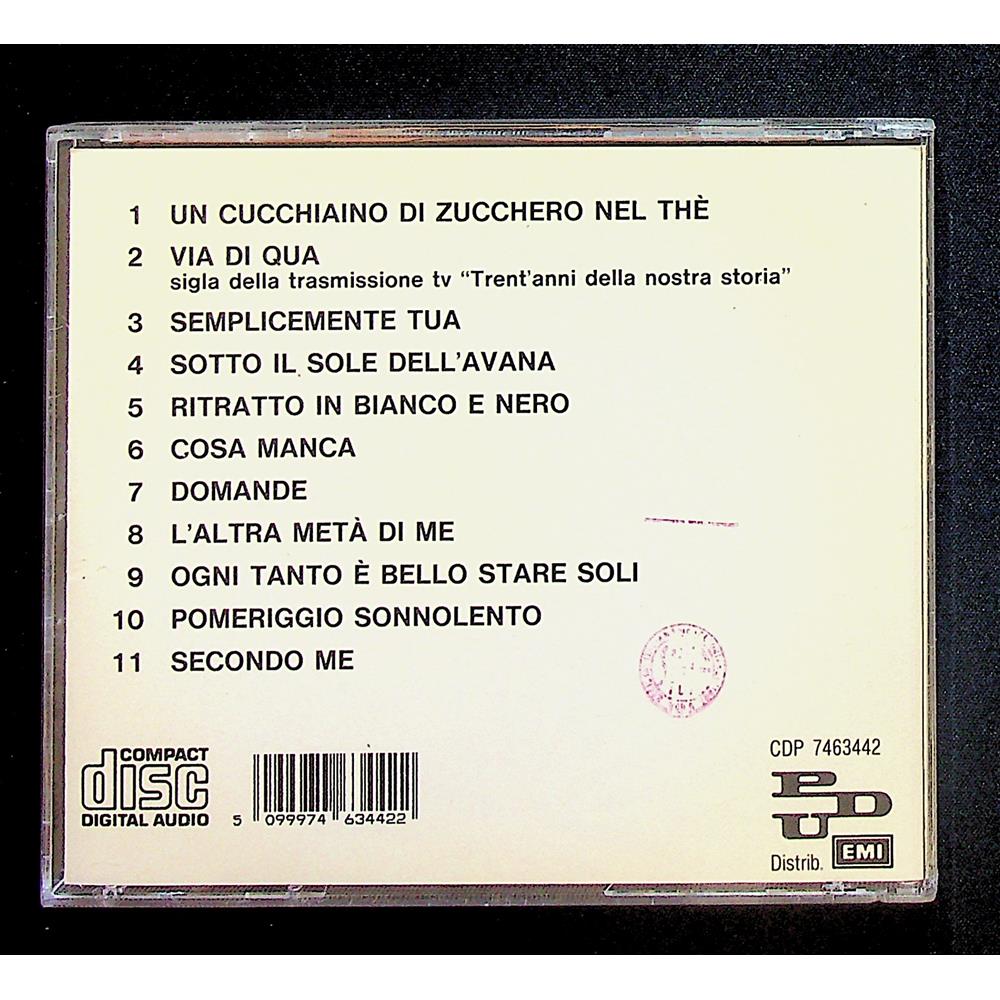 1 UN CUCCHIAINO DI ZUCCHERO NEL THÈ
2 VIA DI QUA
sigla della trasmissione tv “Trent'anni della nostra storia”
3 SEMPLICEMENTE TUA
4 SOTTO IL SOLE DELL'AVANA
5 RITRATTO IN BIANCO E NERO
6 COSA MANCA
7 DOMANDE
8 L'ALTRA METÀ DI ME
9 OGNI TANTO È BELLO STARE SOLI
10 POMERIGGIO SONNOLENTO
11 SECONDO ME
COMPACT
disc
DIGITAL AUDIO
5 099974 634422
CDP 7463442
PDU
Distrib. EMI